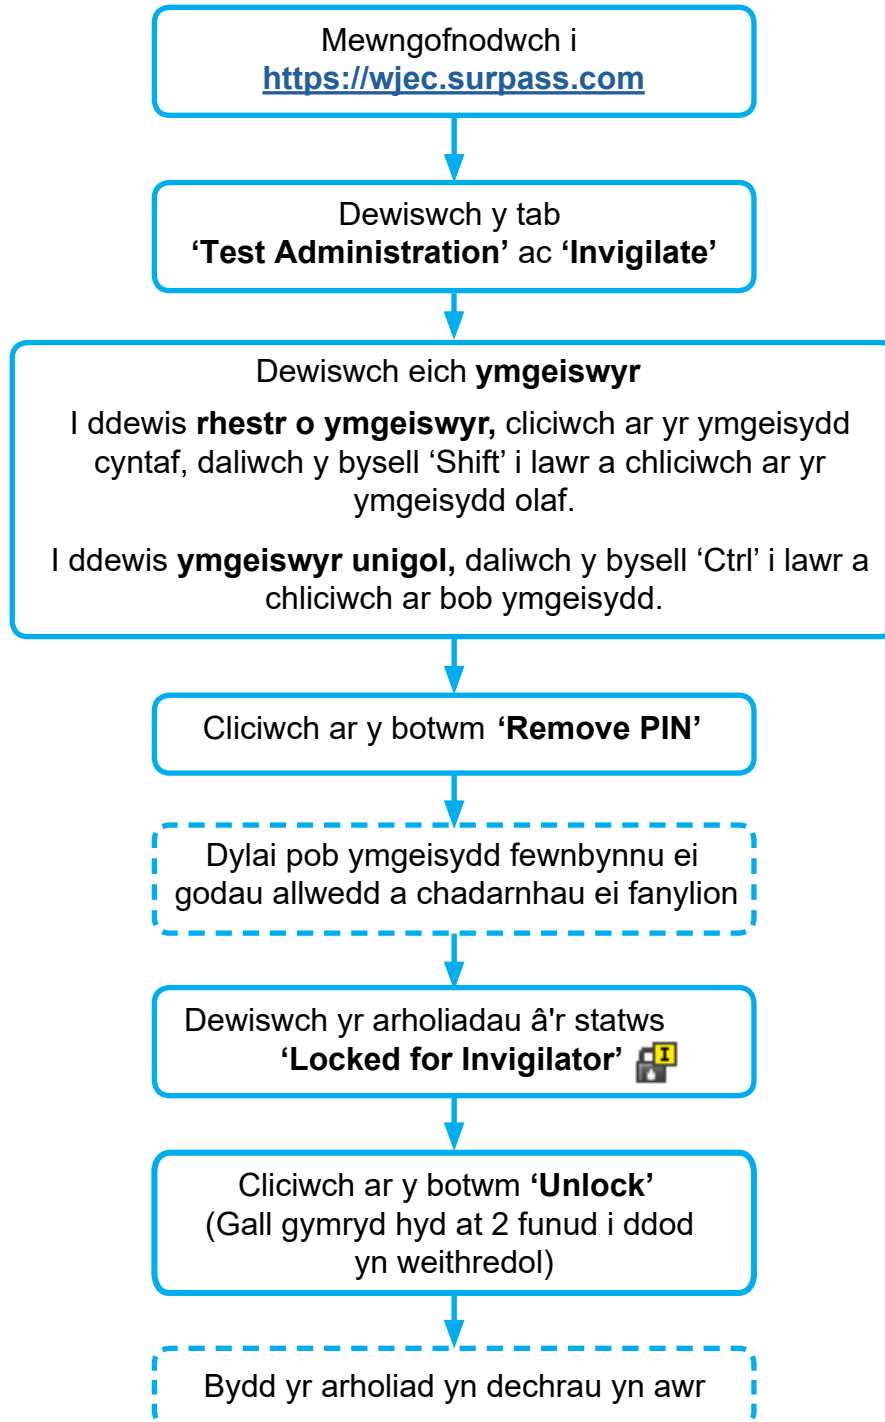 Mewngofnodwch i
https://wjec.surpass.com
Dewiswch y tab
‘Test Administration’ ac ‘Invigilate’
Dewiswch eich ymgeiswyr
I ddewis rhestr o ymgeiswyr, cliciwch ar yr ymgeisydd
cyntaf, daliwch y bysell ‘Shift’ i lawr a chliciwch ar yr
ymgeisydd olaf.
I ddewis ymgeiswyr unigol, daliwch y bysell ‘Ctrl’ i lawr a
chliciwch ar bob ymgeisydd.
Cliciwch ar y botwm ‘Remove PIN’
Dylai pob ymgeisydd fewnbynnu ei
godau allwedd a chadarnhau ei fanylion
Dewiswch yr arholiadau â'r statws
‘Locked for Invigilator’ I
Cliciwch ar y botwm ‘Unlock’
(Gall gymryd hyd at 2 funud i ddod
yn weithredol)
Bydd yr arholiad yn dechrau yn awr